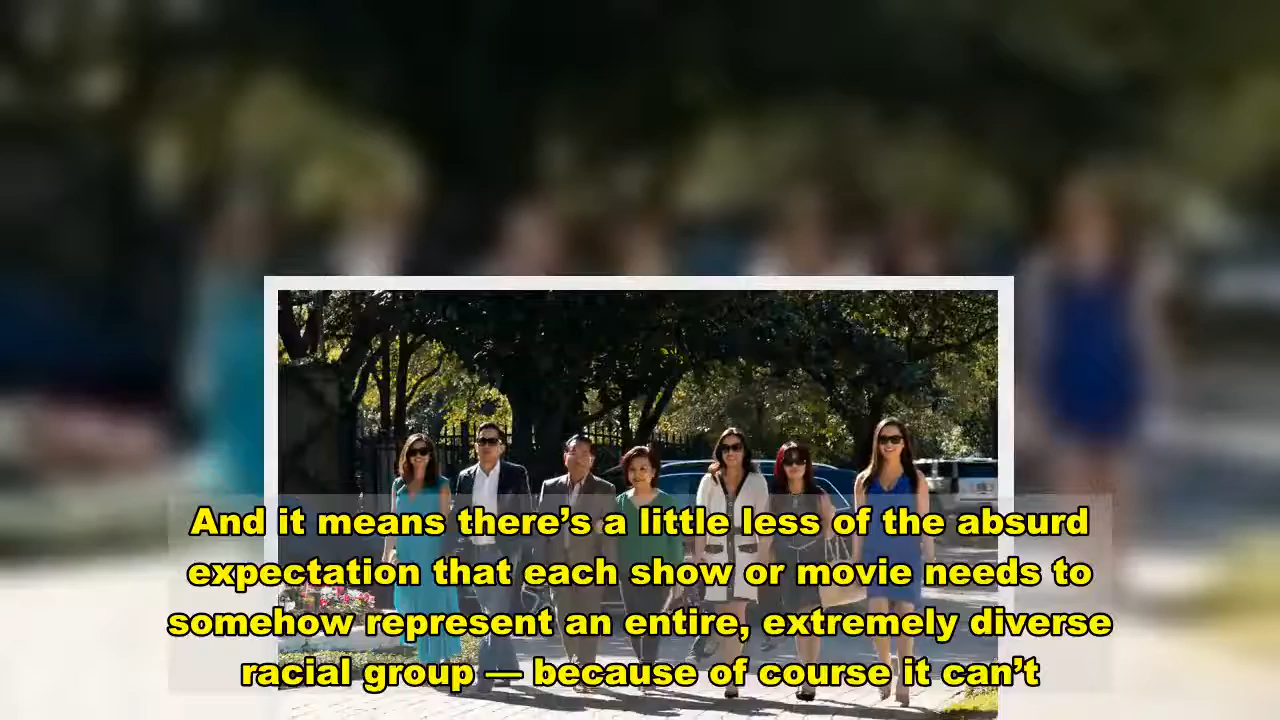 And it means there’s a little less of the absurd
expectation that each show or movie needs to
somehow represent an entire, extremely diverse
racial group — because of course it can’t